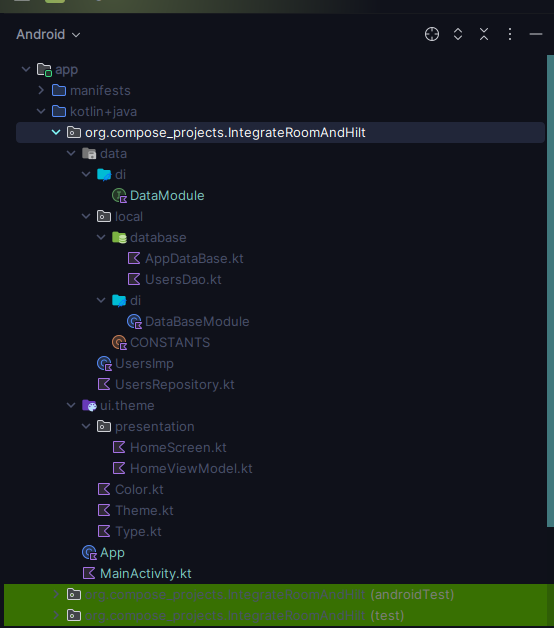 Android
app
manifests
kotlin+java
org.compose_projects.IntegrateRoomAndHilt
data
di
DataModule
local
database
AppDataBase.kt
UsersDao.kt
di
DataBaseModule
CONSTANTS
UsersImp
UsersRepository.kt
ui.theme
presentation
HomeScreen.kt
HomeViewModel.kt
Color.kt
Theme.kt
Type.kt
App
MainActivity.kt
org.compose_projects.IntegrateRoomAndHilt (androidTest)
org.compose_projects.IntegrateRoomAndHilt (test)